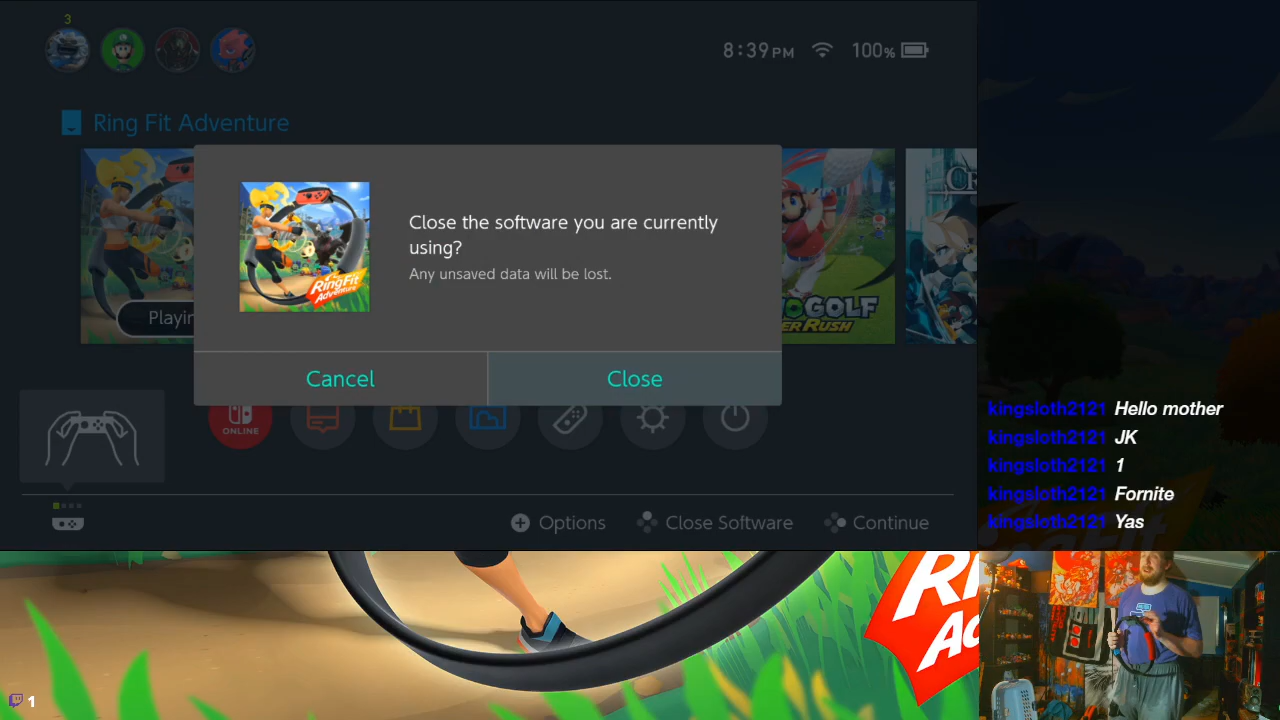 3
8:39 PM
100%
Ring Fit Adventure
Close the software you are currently
using?
Any unsaved data will be lost.
RingFit
Adventure
Playin
GOLF
ER RUSH
Cancel
Close
ONLINE
Options
Close Software
Continue
kingsloth2121 Hello mother
kingsloth2121 JK
kingsloth2121 1
kingsloth2121 Fornite
kingsloth2121 Yas
1